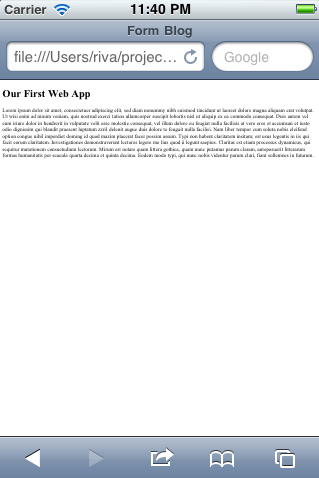 Carrier 11:40 PM
Form Blog
file:///Users/riva/projec... Google
Our First Web App
Lorem ipsum dolor sit amet, consectetuer adipiscing elit, sed diam nonummy nibh euismod tincidunt ut laoreet dolore magna aliquam erat volutpat.
Ut wisi enim ad minim veniam, quis nostrud exerci tation ullamcorper suscipit lobortis nisl ut aliquip ex ea commodo consequat. Duis autem vel
eum iriure dolor in hendrerit in vulputate velit esse molestie consequat, vel illum dolore eu feugiat nulla facilisis at vero eros et accumsan et iusto
odio dignissim qui blandit praesent luptatum zzril delenit augue duis dolore te feugait nulla facilisi. Nam liber tempor cum soluta nobis eleifend
option congue nihil imperdiet doming id quod mazim placerat facer possim assum. Typi non habent claritatem insitam; est usus legentis in iis qui
facit eorum claritatem. Investigationes demonstraverunt lectores legere me lius quod ii legunt saepius. Claritas est etiam processus dynamicus, qui
sequitur mutationem consuetudium lectorum. Mirum est notare quam littera gothica, quam nunc putamus parum claram, anteposuerit litterarum
formas humanitatis per seacula quarta decima et quinta decima. Eodem modo typi, qui nunc nobis videntur parum clari, fiant sollemnes in futurum.